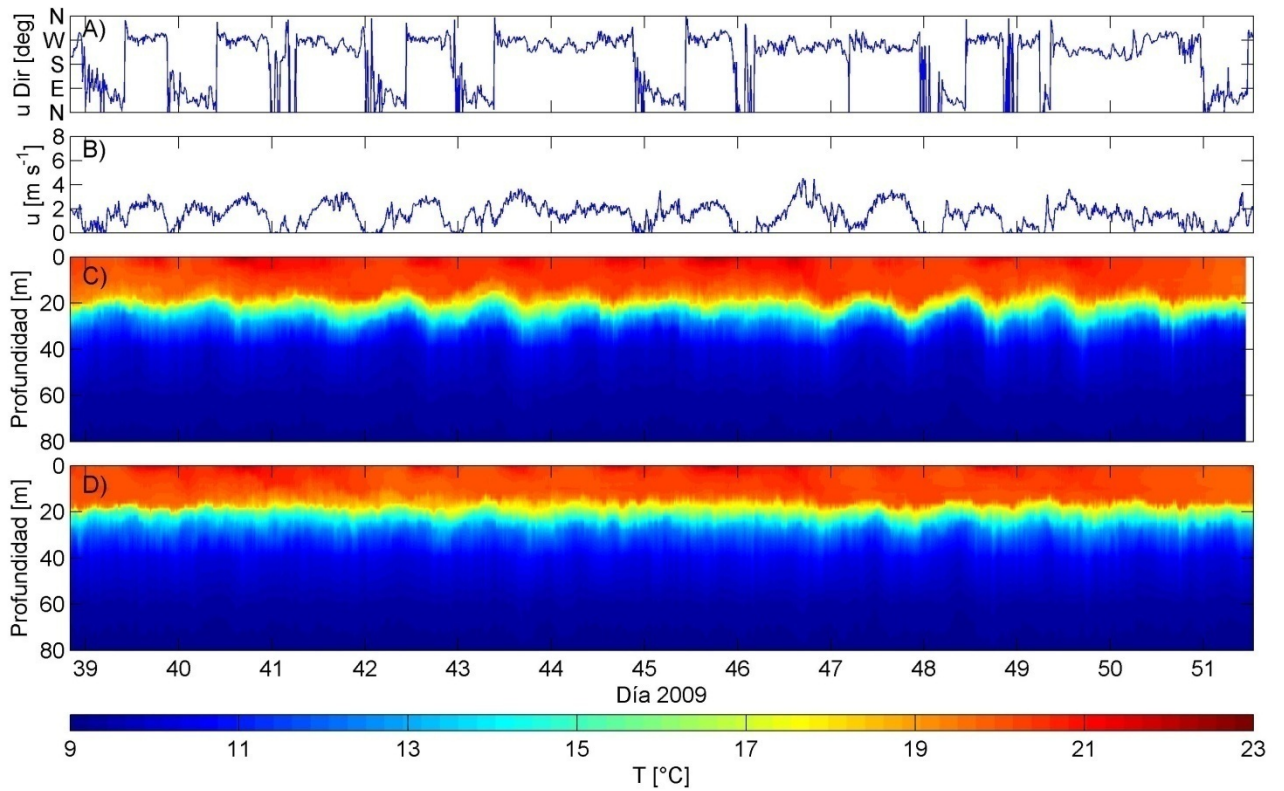 A)
u Dir [deg]
N
W
S
E
N
B)
u [m s⁻¹]
8
6
4
2
0
C)
Profundidad [m]
0
20
40
60
80
D)
Profundidad [m]
0
20
40
60
80
39 40 41 42 43 44 45 46 47 48 49 50 51
Día 2009
9 11 13 15 17 19 21 23
T [°C]